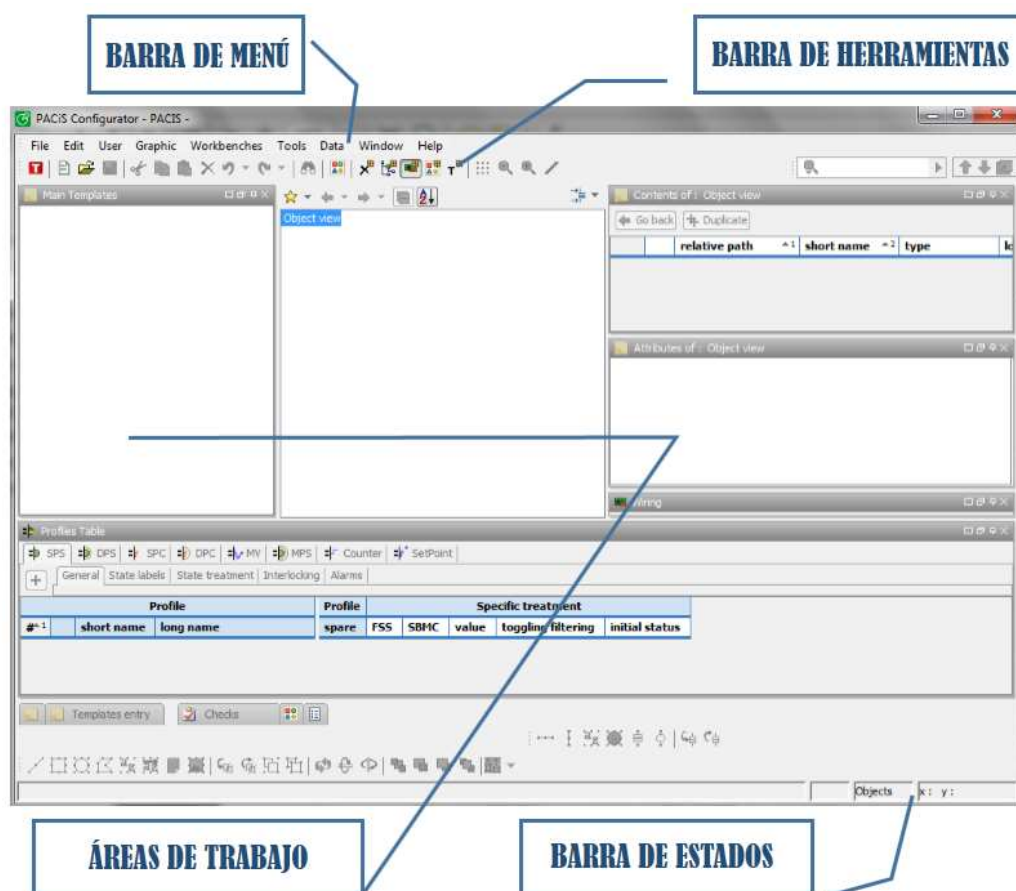 BARRA DE MENÚ
BARRA DE HERRAMIENTAS
PACiS Configurator - PACIS -
File Edit User Graphic Workbenches Tools Data Window Help
Main Templates
Object view
Contents of : Object view
Go back Duplicate
relative path 1 short name 2 type lo
Attributes of : Object view
Wiring
Profiles Table
SPS DPS SPC DPC MV MPS Counter SetPoint
General State labels State treatment Interlocking Alarms
Profile Profile Specific treatment
# 1 short name long name spare FSS SBMC value toggling filtering initial status
Templates entry Checks
Objects x : y :
ÁREAS DE TRABAJO
BARRA DE ESTADOS